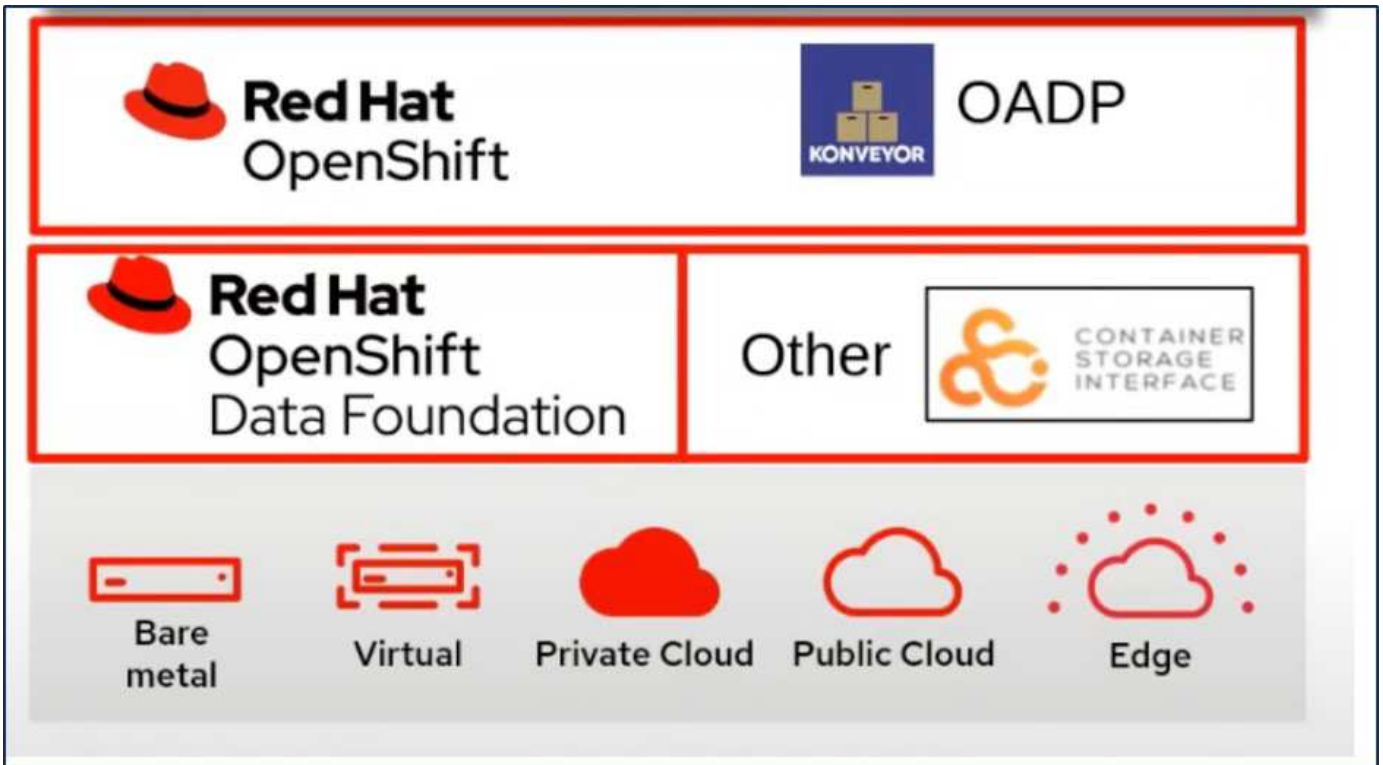 Red Hat
OpenShift
KONVEYOR
OADP
Red Hat
OpenShift
Data Foundation
Other
CONTAINER
STORAGE
INTERFACE
Bare
metal
Virtual
Private Cloud
Public Cloud
Edge